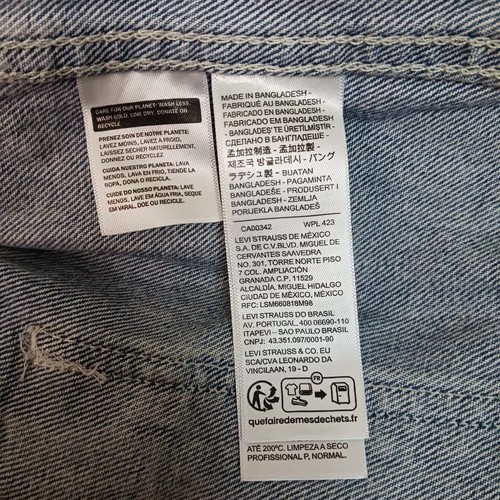 CARE FOR OUR PLANET: WASH LESS,
WASH COLD, LINE DRY, DONATE OR
RECYCLE
PRENEZ SOIN DE NOTRE PLANETE:
LAVEZ MOINS, LAVEZ A FROID,
LAISSEZ SÉCHER NATURELLEMENT,
DONNEZ OU RECYCLEZ
CUIDA NUESTRO PLANETA: LAVA
MENOS, LAVA EN FRIO, TIENDE LA
ROPA, DONA O RECICLA.
CUIDE DO NOSSO PLANETA: LAVE
MENOS, LAVE EM ÁGUA FRIA, SEQUE
EM VARAL, DOE OU RECICLE.
MADE IN BANGLADESH -
FABRIQUÉ AU BANGLADESH -
FABRICADO EN BANGLADESH -
FABRICADO EM BANGLADESH
- BANGLADEŞ TE ÜRETİLMİŞTİR -
СДЕЛАНО В БАНГЛАДЕШЕ -
孟加拉制造 - 孟加拉製 -
제조국 방글라데시 - バング
ラデシュ製 - BUATAN
BANGLADESH - PAGAMINTA
BANGLADEŠE - PRODUSERT I
BANGLADESH - ZEMLJA
PORIJEKLA BANGLADEŠ
CA00342 WPL 423
LEVI STRAUSS DE MÉXICO
S.A. DE C.V.BLVD. MIGUEL DE
CERVANTES SAAVEDRA
NO. 301, TORRE NORTE PISO
7 COL. AMPLIACIÓN
GRANADA C.P. 11529
ALCALDÍA: MIGUEL HIDALGO
CIUDAD DE MÉXICO, MÉXICO
RFC: LSM660818M98
LEVI STRAUSS DO BRASIL
AV. PORTUGAL, 400 06690-110
ITAPEVI – SAO PAULO BRASIL
CNPJ: 43.351.097/0001-90
LEVI STRAUSS & CO. EU
SCA/CVA LEONARDO DA
VINCILAAN, 19 - D
FR
quefairedemesdechets.fr
ATÉ 200ºC. LIMPEZA A SECO
PROFISSIONAL P, NORMAL.